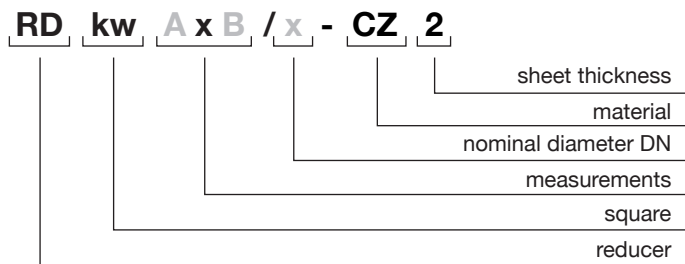 RD kw A x B / x - CZ 2
sheet thickness
material
nominal diameter DN
measurements
square
reducer